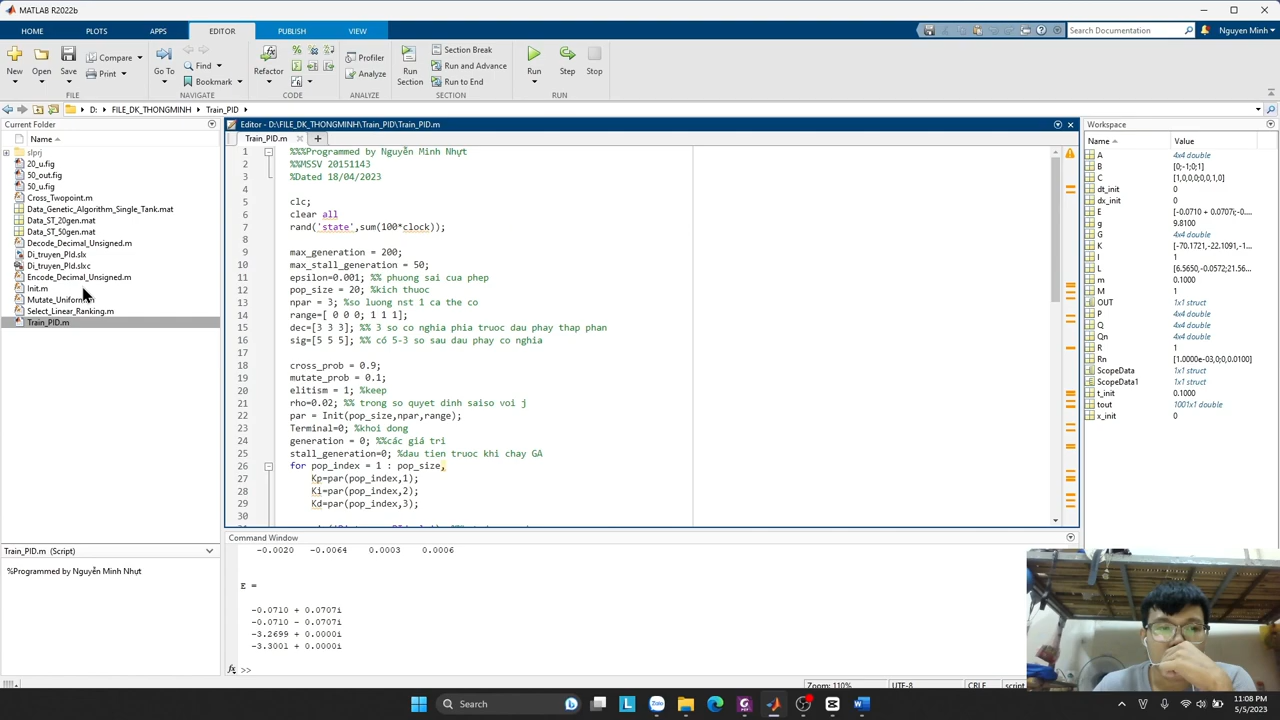 MATLAB R2022b
HOME PLOTS APPS EDITOR PUBLISH VIEW
Search Documentation
Nguyen Minh
New Open Save Compare Print Go To Find Bookmark Refactor Profiler Analyze Run Section Section Break Run and Advance Run to End Run Step Stop
FILE NAVIGATE CODE ANALYZE SECTION RUN
D: FILE_DK_THONGMINH Train_PID
Current Folder
Name
slprj
20_u.fig
50_out.fig
50_u.fig
Cross_Twopoint.m
Data_Genetic_Algorithm_Single_Tank.mat
Data_ST_20gen.mat
Data_ST_50gen.mat
Decode_Decimal_Unsigned.m
Di_truyen_PId.slx
Di_truyen_PId.slxc
Encode_Decimal_Unsigned.m
Init.m
Mutate_Uniform.m
Select_Linear_Ranking.m
Train_PID.m
Train_PID.m (Script)
%Programmed by Nguyễn Minh Nhựt
Editor - D:\FILE_DK_THONGMINH\Train_PID\Train_PID.m
Train_PID.m
1 %%%Programmed by Nguyễn Minh Nhựt
2 %%MSSV 20151143
3 %Dated 18/04/2023
4
5 clc;
6 clear all
7 rand('state',sum(100*clock));
8
9 max_generation = 200;
10 max_stall_generation = 50;
11 epsilon=0.001; %% phuong sai cua phep
12 pop_size = 20; %kich thuoc
13 npar = 3; %so luong nst 1 ca the co
14 range=[ 0 0 0; 1 1 1];
15 dec=[3 3 3]; %% 3 so co nghia phia truoc dau phay thap phan
16 sig=[5 5 5]; %% có 5-3 so sau dau phay co nghia
17
18 cross_prob = 0.9;
19 mutate_prob = 0.1;
20 elitism = 1; %keep
21 rho=0.02; %% trong so quyet dinh saiso voi j
22 par = Init(pop_size,npar,range);
23 Terminal=0; %khoi dong
24 generation = 0; %%các giá tri
25 stall_generation=0; %dau tien truoc khi chay GA
26 for pop_index = 1 : pop_size,
27 Kp=par(pop_index,1);
28 Ki=par(pop_index,2);
29 Kd=par(pop_index,3);
30
Command Window
-0.0020 -0.0064 0.0003 0.0006
E =
-0.0710 + 0.0707i
-0.0710 - 0.0707i
-3.2699 + 0.0000i
-3.3001 + 0.0000i
fx >>
Workspace
Name Value
A 4x4 double
B [0;-1;0;1]
C [1,0,0,0;0,0,1,0]
dt_init 0
dx_init 0
E [-0.0710 + 0.0707i;-0....
g 9.8100
G 4x4 double
K [-70.1721,-22.1091,-1...
l 1
L [6.5650,-0.0572;21.56...
m 0.1000
M 1
OUT 1x1 struct
P 4x4 double
Q 4x4 double
Qn 4x4 double
R 1
Rn [1.0000e-03,0;0,0.0100]
ScopeData 1x1 struct
ScopeData1 1x1 struct
t_init 0.1000
tout 1001x1 double
x_init 0
Zoom: 110% UTF-8 CRLF script
Search
11:08 PM
5/5/2023